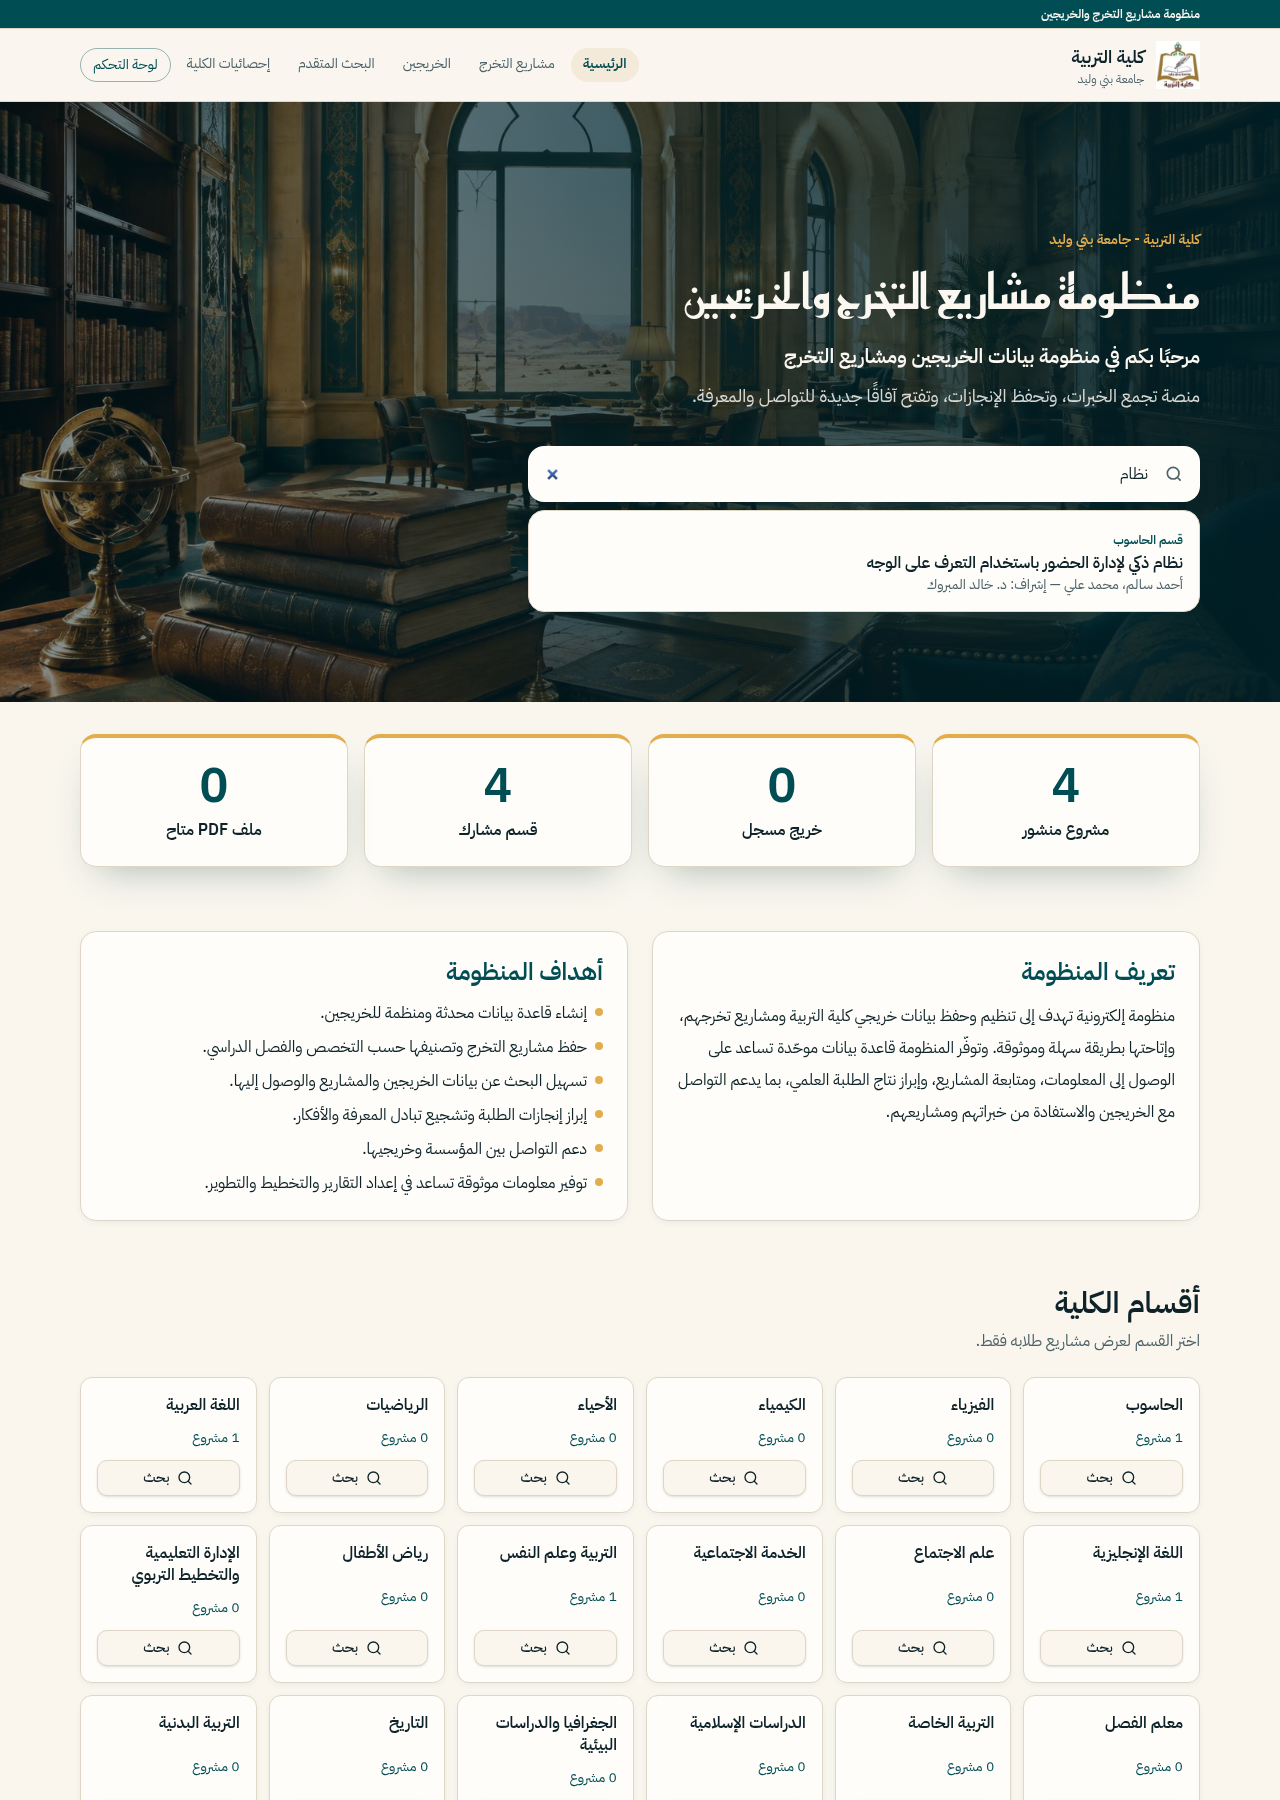 منظومة مشاريع التخرج والخريجين
كلية التربية
جامعة بني وليد
كلية التربية
الرئيسية
مشاريع التخرج
الخريجين
البحث المتقدم
إحصائيات الكلية
لوحة التحكم
كلية التربية - جامعة بني وليد
منظومة مشاريع التخرج والخريجين
مرحبًا بكم في منظومة بيانات الخريجين ومشاريع التخرج
منصة تجمع الخبرات، وتحفظ الإنجازات، وتفتح آفاقًا جديدة للتواصل والمعرفة.
نظام
قسم الحاسوب
نظام ذكي لإدارة الحضور باستخدام التعرف على الوجه
أحمد سالم، محمد علي — إشراف: د. خالد المبروك
4
مشروع منشور
0
خريج مسجل
4
قسم مشارك
0
ملف PDF متاح
تعريف المنظومة
منظومة إلكترونية تهدف إلى تنظيم وحفظ بيانات خريجي كلية التربية ومشاريع تخرجهم،
وإتاحتها بطريقة سهلة وموثوقة. وتوفّر المنظومة قاعدة بيانات موحّدة تساعد على
الوصول إلى المعلومات، ومتابعة المشاريع، وإبراز نتاج الطلبة العلمي، بما يدعم التواصل
مع الخريجين والاستفادة من خبراتهم ومشاريعهم.
أهداف المنظومة
إنشاء قاعدة بيانات محدثة ومنظمة للخريجين.
حفظ مشاريع التخرج وتصنيفها حسب التخصص والفصل الدراسي.
تسهيل البحث عن بيانات الخريجين والمشاريع والوصول إليها.
إبراز إنجازات الطلبة وتشجيع تبادل المعرفة والأفكار.
دعم التواصل بين المؤسسة وخريجيها.
توفير معلومات موثوقة تساعد في إعداد التقارير والتخطيط والتطوير.
أقسام الكلية
اختر القسم لعرض مشاريع طلابه فقط.
الحاسوب
1 مشروع
بحث
الفيزياء
0 مشروع
بحث
الكيمياء
0 مشروع
بحث
الأحياء
0 مشروع
بحث
الرياضيات
0 مشروع
بحث
اللغة العربية
1 مشروع
بحث
اللغة الإنجليزية
1 مشروع
بحث
علم الاجتماع
0 مشروع
بحث
الخدمة الاجتماعية
0 مشروع
بحث
التربية وعلم النفس
1 مشروع
بحث
رياض الأطفال
0 مشروع
بحث
الإدارة التعليمية
والتخطيط التربوي
0 مشروع
بحث
معلم الفصل
0 مشروع
التربية الخاصة
0 مشروع
الدراسات الإسلامية
0 مشروع
الجغرافيا والدراسات
البيئية
0 مشروع
التاريخ
0 مشروع
التربية البدنية
0 مشروع